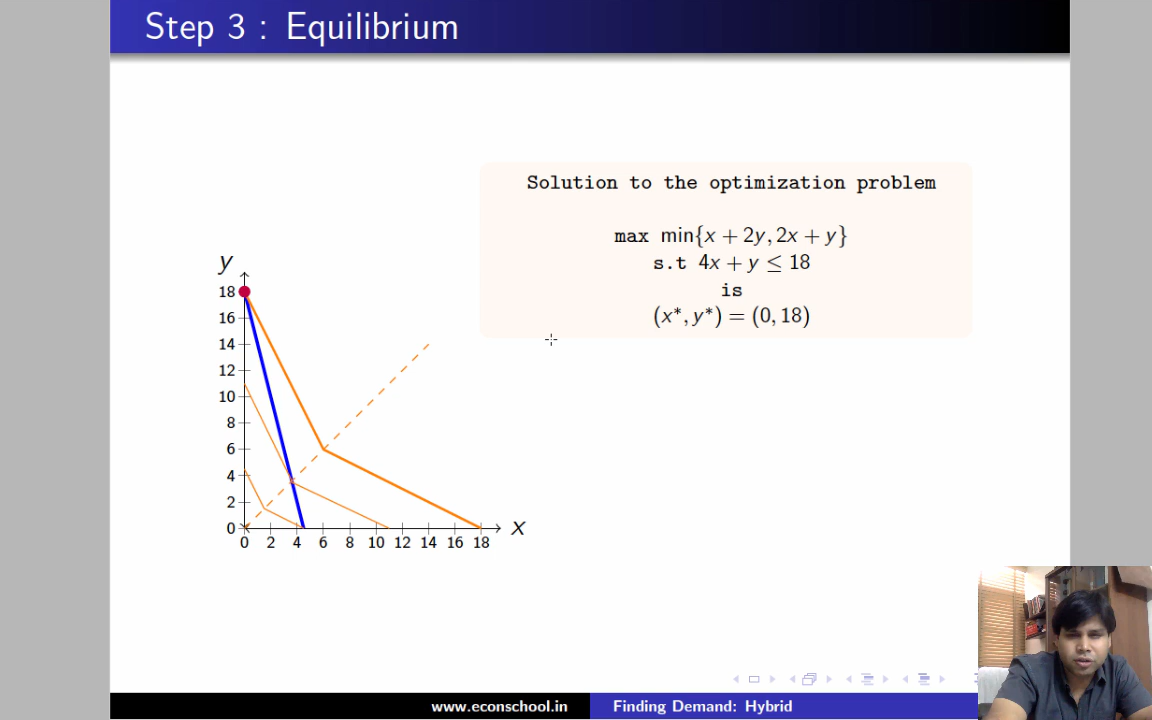 Step 3 : Equilibrium
Solution to the optimization problem
max min{x + 2y, 2x + y}
s.t 4x + y ≤ 18
is
(x*, y*) = (0, 18)
y
18
16
14
12
10
8
6
4
2
0
0 2 4 6 8 10 12 14 16 18
x
www.econschool.in
Finding Demand: Hybrid